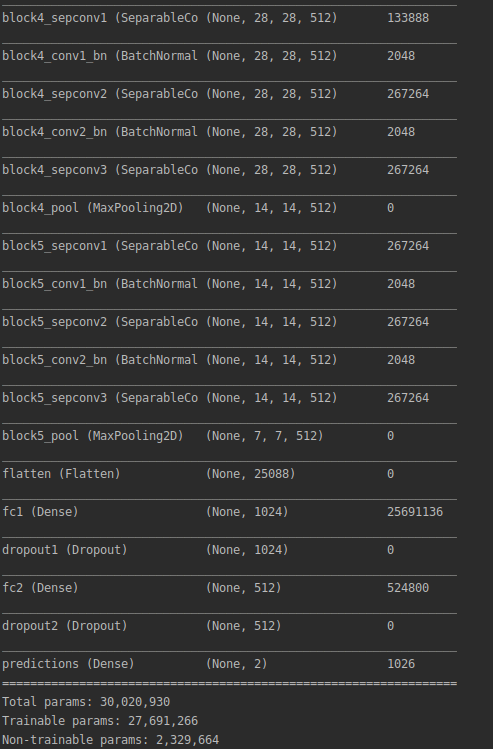 block4_sepconv1 (SeparableCo (None, 28, 28, 512) 133888
block4_conv1_bn (BatchNormal (None, 28, 28, 512) 2048
block4_sepconv2 (SeparableCo (None, 28, 28, 512) 267264
block4_conv2_bn (BatchNormal (None, 28, 28, 512) 2048
block4_sepconv3 (SeparableCo (None, 28, 28, 512) 267264
block4_pool (MaxPooling2D) (None, 14, 14, 512) 0
block5_sepconv1 (SeparableCo (None, 14, 14, 512) 267264
block5_conv1_bn (BatchNormal (None, 14, 14, 512) 2048
block5_sepconv2 (SeparableCo (None, 14, 14, 512) 267264
block5_conv2_bn (BatchNormal (None, 14, 14, 512) 2048
block5_sepconv3 (SeparableCo (None, 14, 14, 512) 267264
block5_pool (MaxPooling2D) (None, 7, 7, 512) 0
flatten (Flatten) (None, 25088) 0
fc1 (Dense) (None, 1024) 25691136
dropout1 (Dropout) (None, 1024) 0
fc2 (Dense) (None, 512) 524800
dropout2 (Dropout) (None, 512) 0
predictions (Dense) (None, 2) 1026
=================================================================
Total params: 30,020,930
Trainable params: 27,691,266
Non-trainable params: 2,329,664